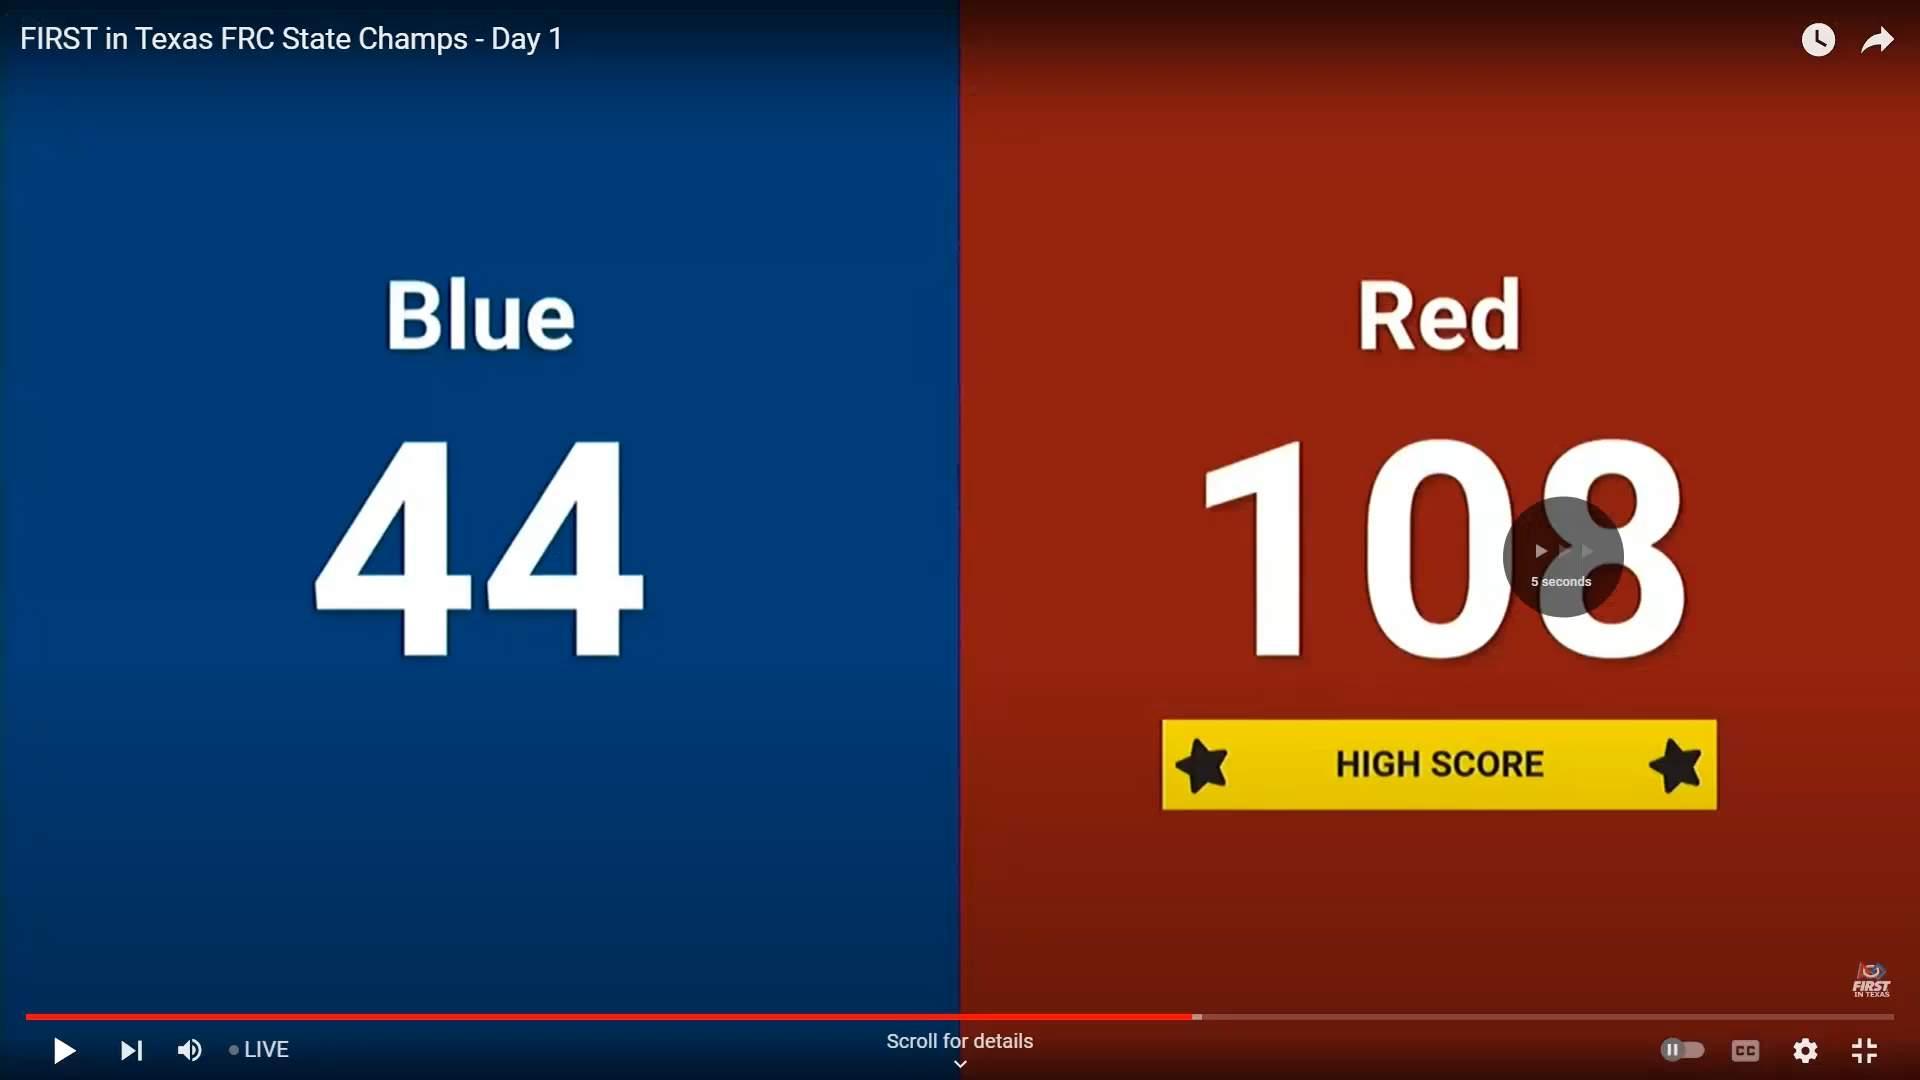 FIRST in Texas FRC State Champs - Day 1
Blue
Red
44
108
5 seconds
HIGH SCORE
FIRST
IN TEXAS
LIVE
Scroll for details
CC